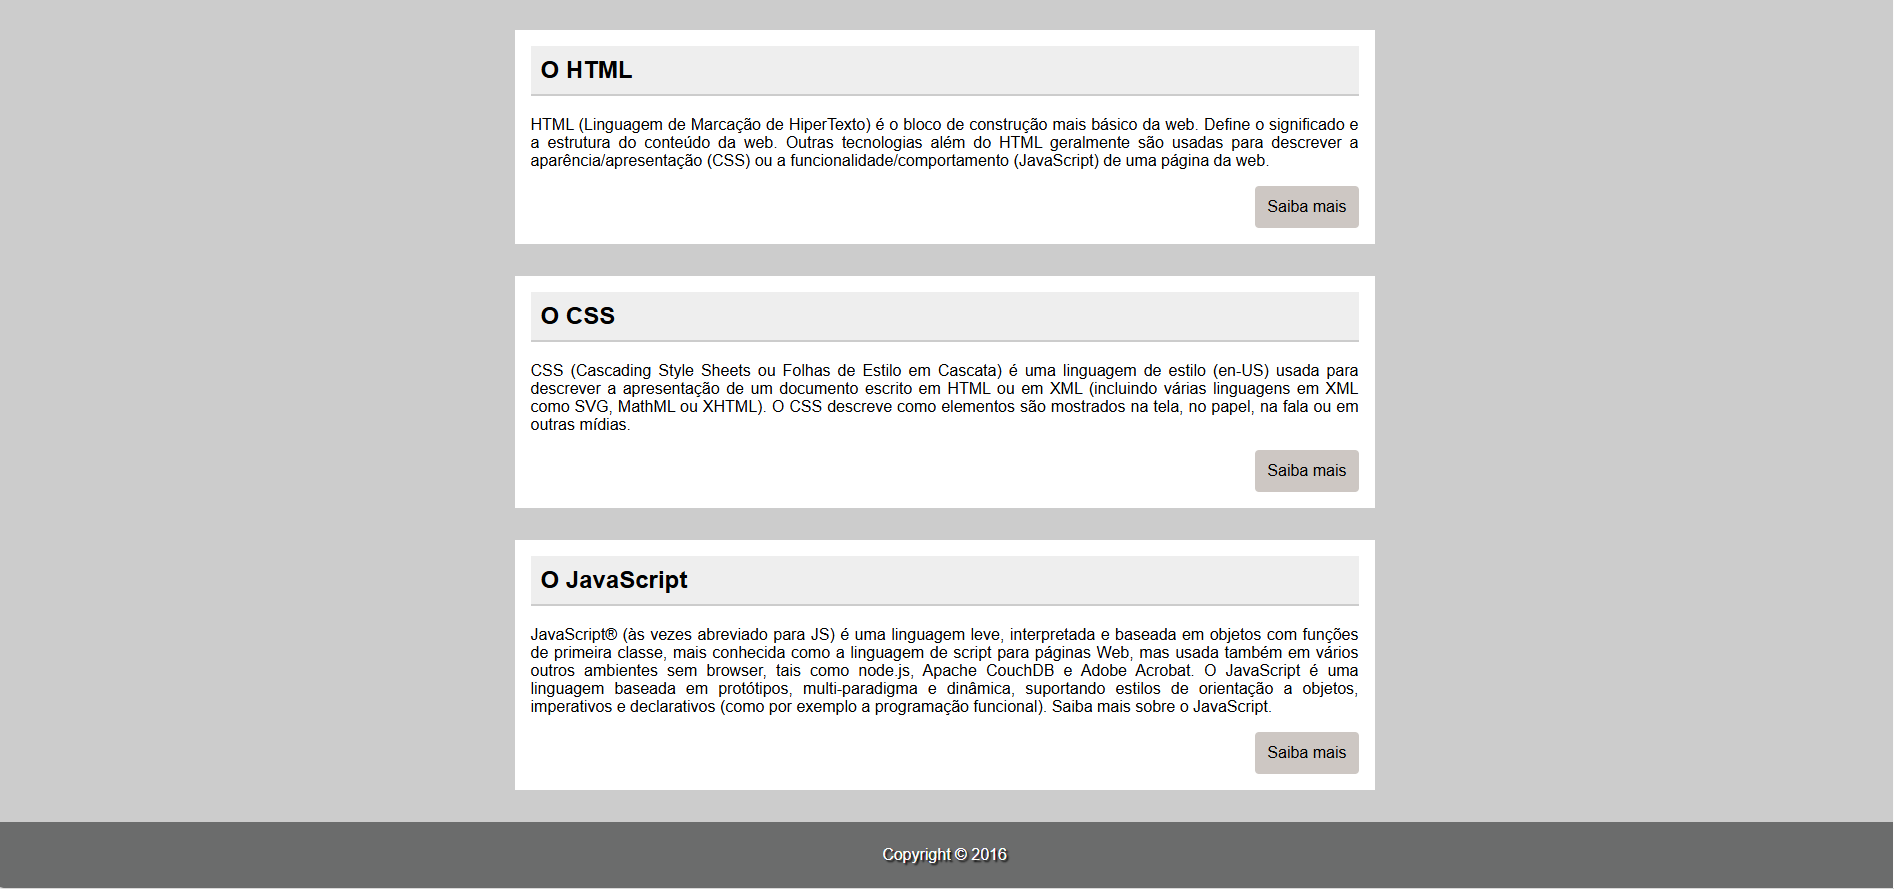 O HTML
HTML (Linguagem de Marcação de HiperTexto) é o bloco de construção mais básico da web. Define o significado e
a estrutura do conteúdo da web. Outras tecnologias além do HTML geralmente são usadas para descrever a
aparência/apresentação (CSS) ou a funcionalidade/comportamento (JavaScript) de uma página da web.
Saiba mais
O CSS
CSS (Cascading Style Sheets ou Folhas de Estilo em Cascata) é uma linguagem de estilo (en-US) usada para
descrever a apresentação de um documento escrito em HTML ou em XML (incluindo várias linguagens em XML
como SVG, MathML ou XHTML). O CSS descreve como elementos são mostrados na tela, no papel, na fala ou em
outras mídias.
Saiba mais
O JavaScript
JavaScript® (às vezes abreviado para JS) é uma linguagem leve, interpretada e baseada em objetos com funções
de primeira classe, mais conhecida como a linguagem de script para páginas Web, mas usada também em vários
outros ambientes sem browser, tais como node.js, Apache CouchDB e Adobe Acrobat. O JavaScript é uma
linguagem baseada em protótipos, multi-paradigma e dinâmica, suportando estilos de orientação a objetos,
imperativos e declarativos (como por exemplo a programação funcional). Saiba mais sobre o JavaScript.
Saiba mais
Copyright © 2016